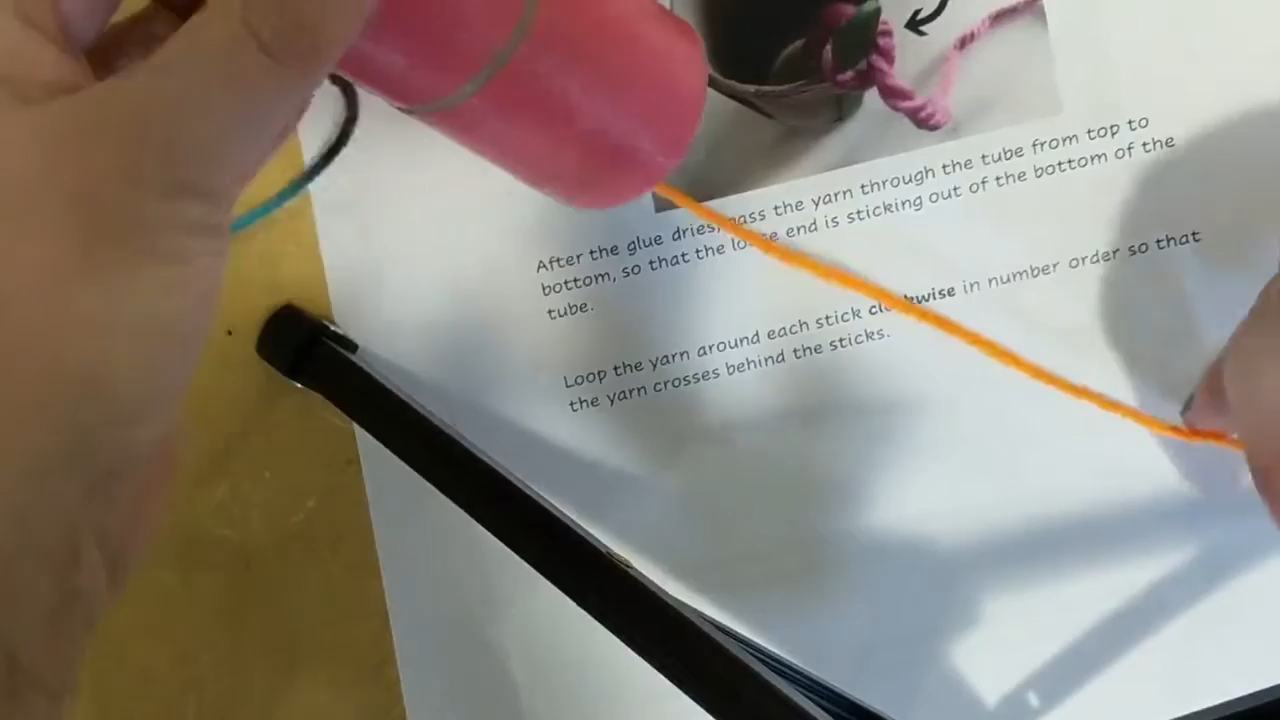 After the glue dries, pass the yarn through the tube from top to
bottom, so that the loose end is sticking out of the bottom of the
tube.
Loop the yarn around each stick clockwise in number order so that
the yarn crosses behind the sticks.